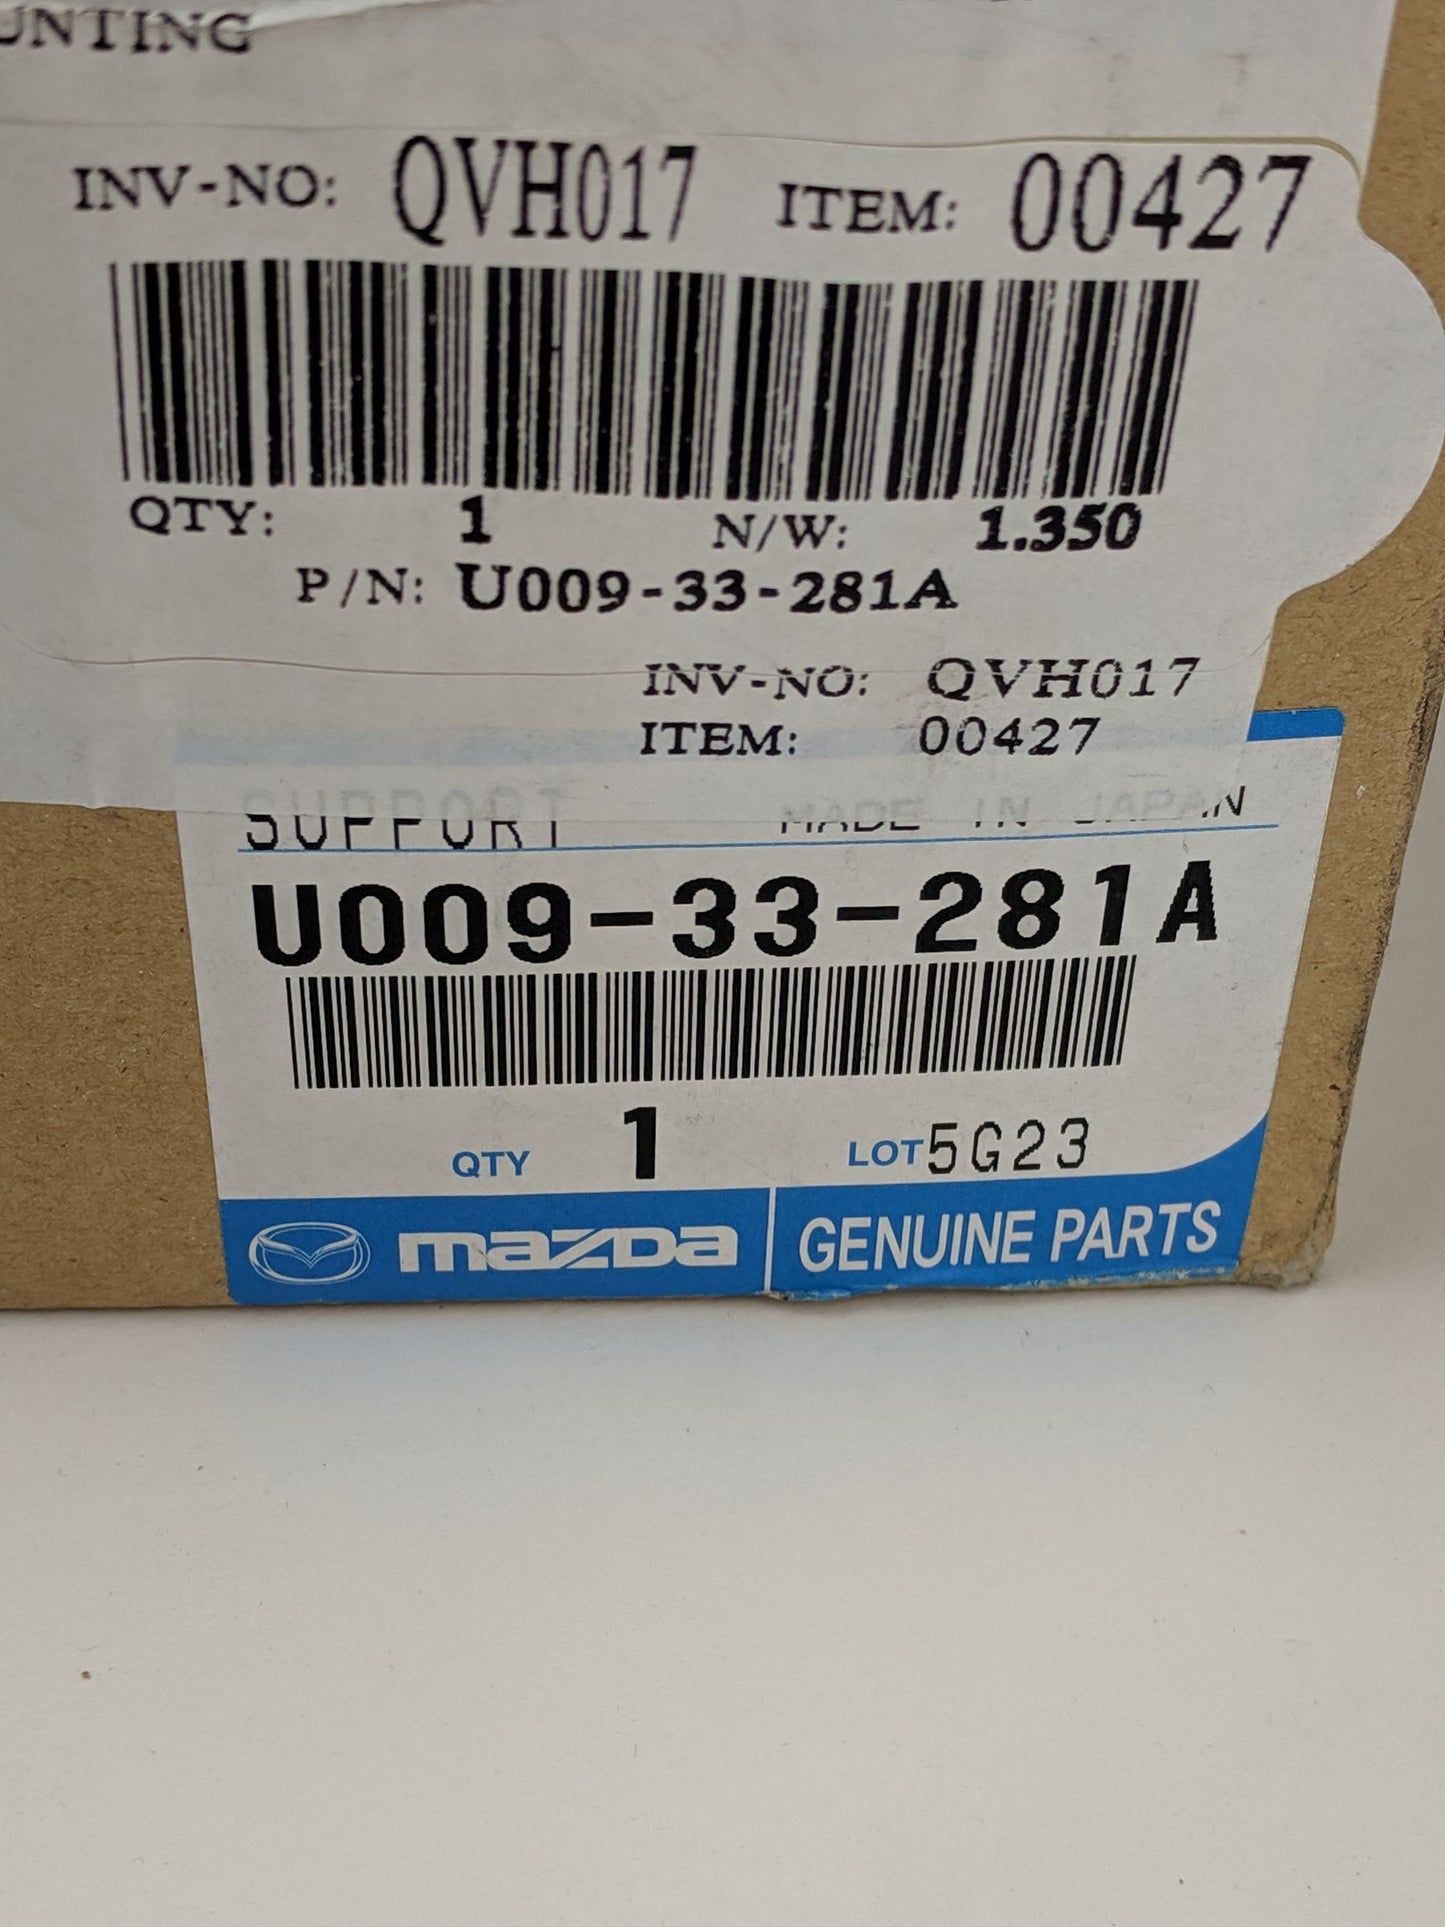 UNTING
INV-NO: QVH017 ITEM: 00427
QTY: 1 N/W: 1.350
P/N: U009-33-281A
INV-NO: QVH017
ITEM: 00427
SUPPORT MADE IN JAPAN
U009-33-281A
QTY 1 LOT 5G23
mazda GENUINE PARTS